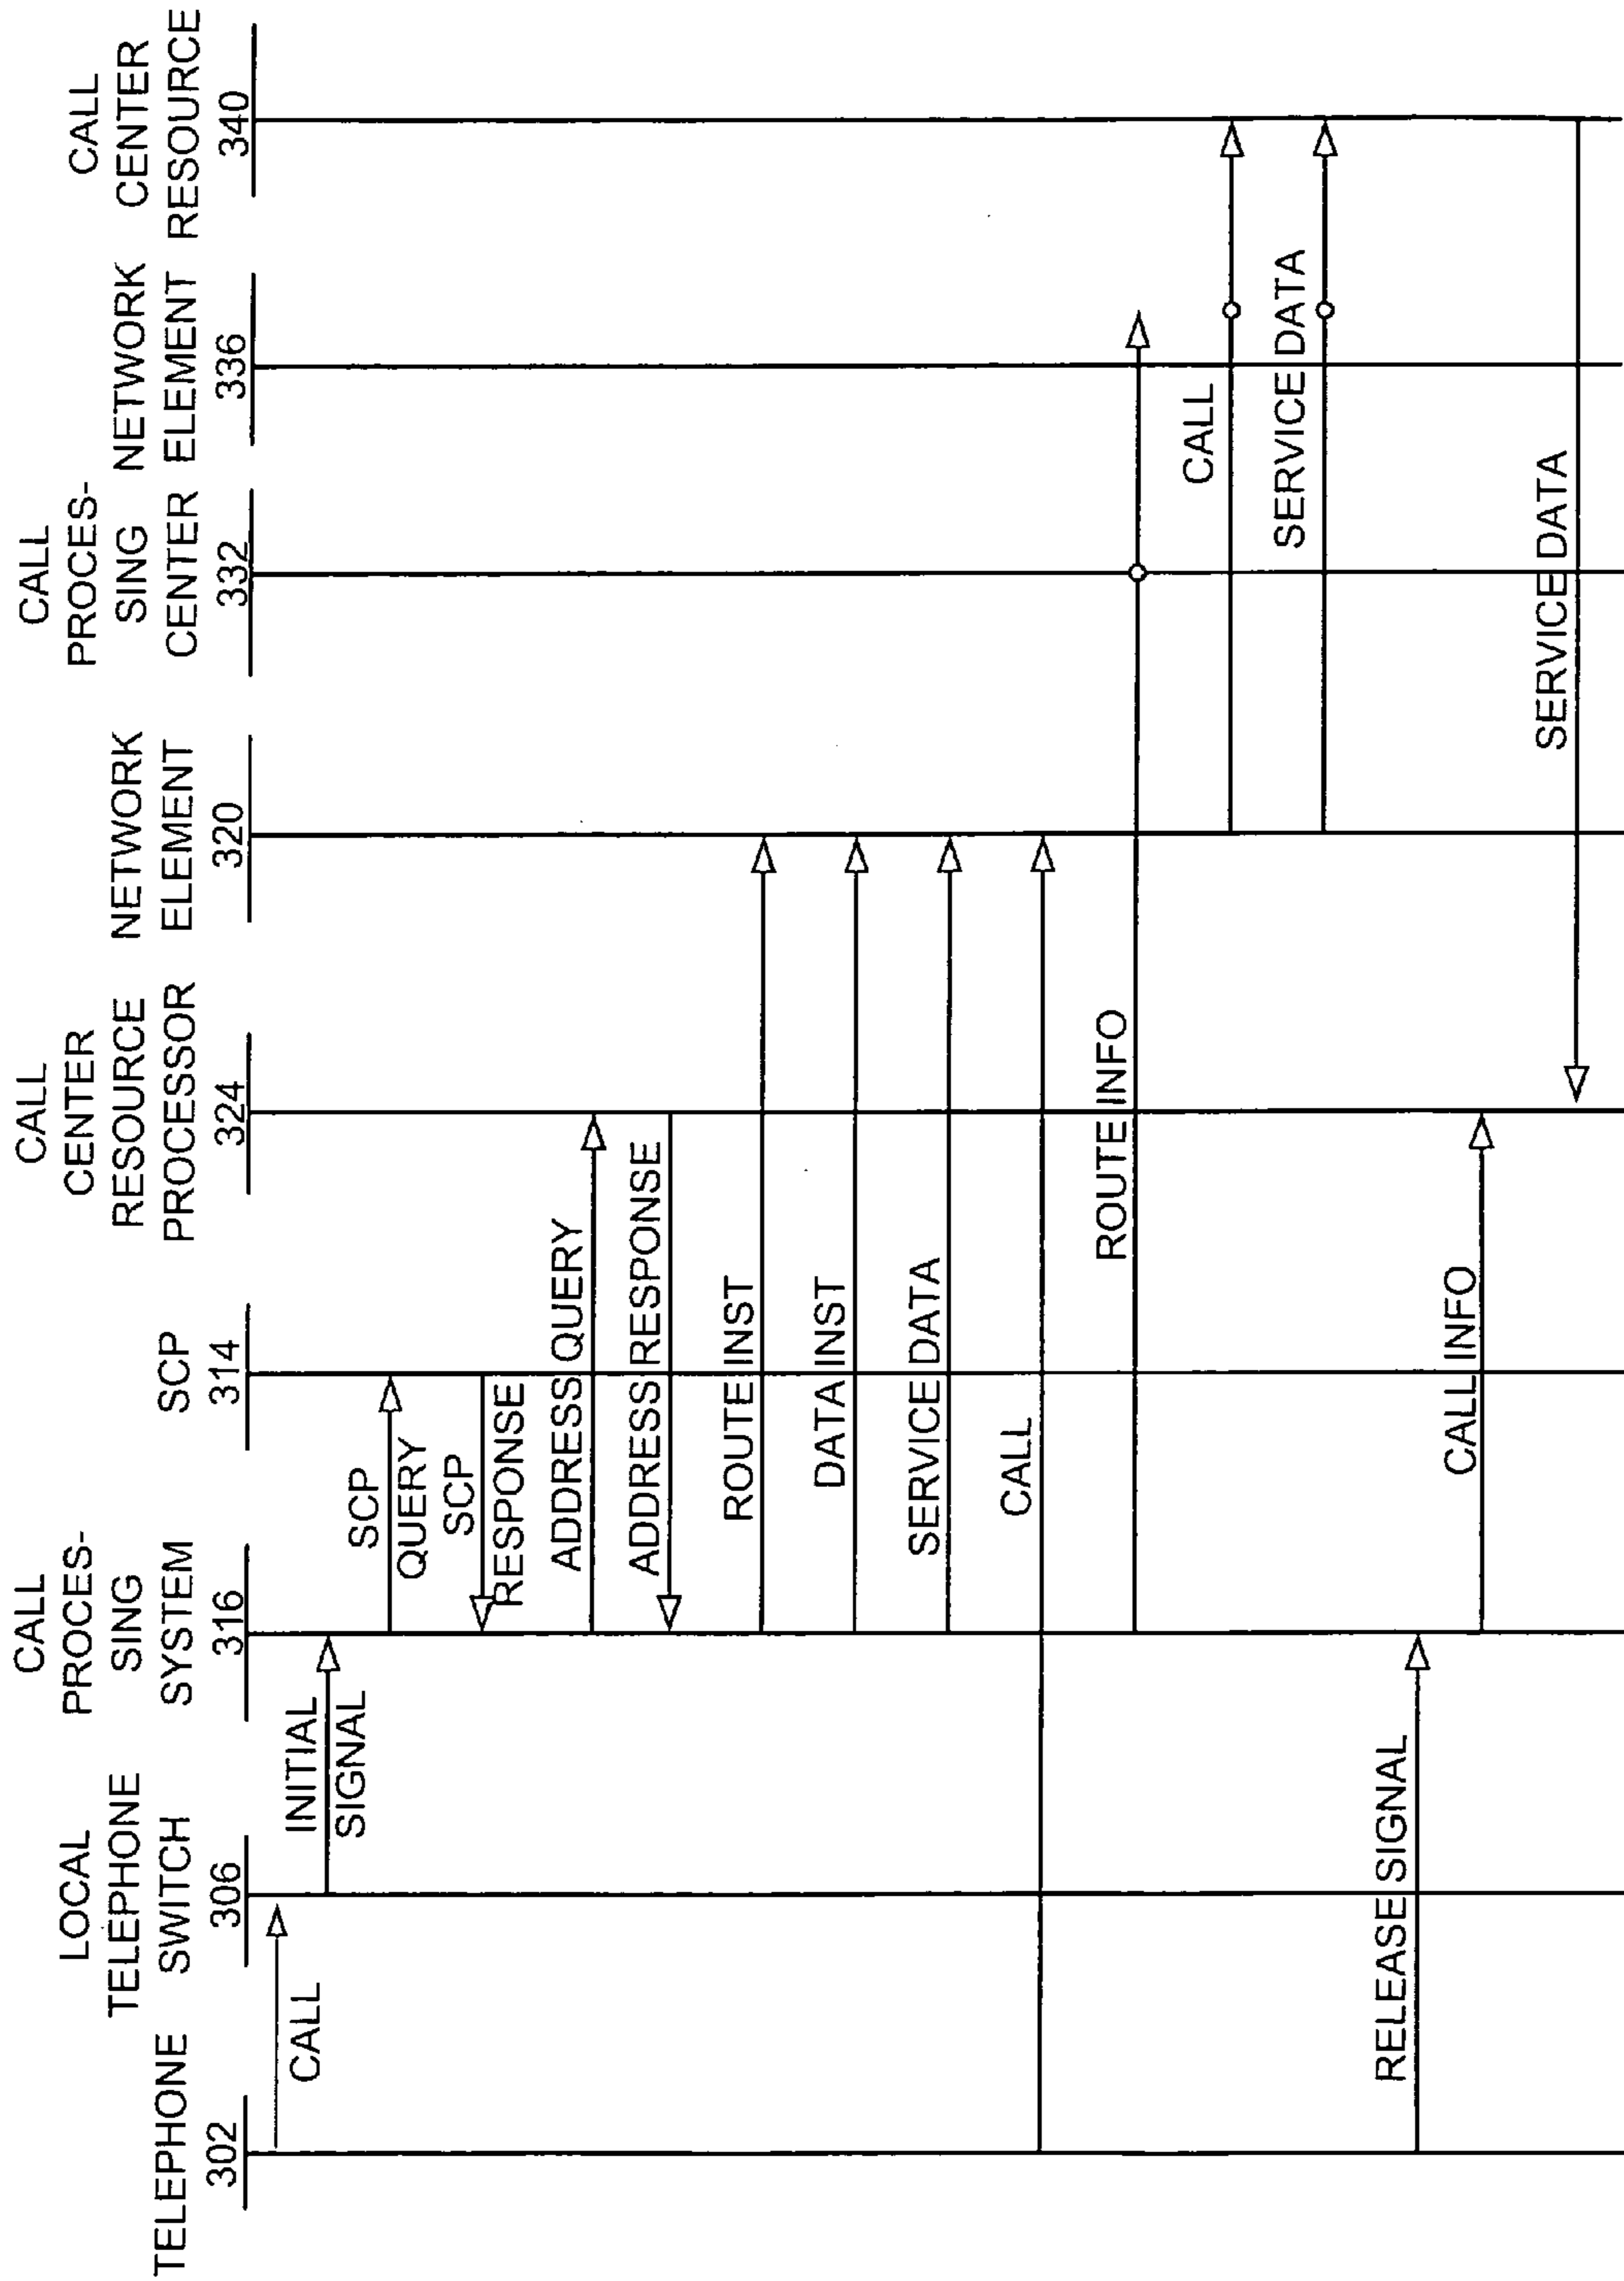 TELEPHONE
302
LOCAL
TELEPHONE
SWITCH
306
CALL
PROCES-
SING
SYSTEM
316
SCP
314
CALL
CENTER
RESOURCE
PROCESSOR
324
NETWORK
ELEMENT
320
CALL
PROCES-
SING
CENTER
332
NETWORK
ELEMENT
336
CALL
CENTER
RESOURCE
340
CALL
INITIAL
SIGNAL
SCP
QUERY
SCP
RESPONSE
ADDRESS QUERY
ADDRESS RESPONSE
ROUTE INST
DATA INST
SERVICE DATA
CALL
ROUTE INFO
CALL
SERVICE DATA
RELEASE SIGNAL
CALL INFO
SERVICE DATA